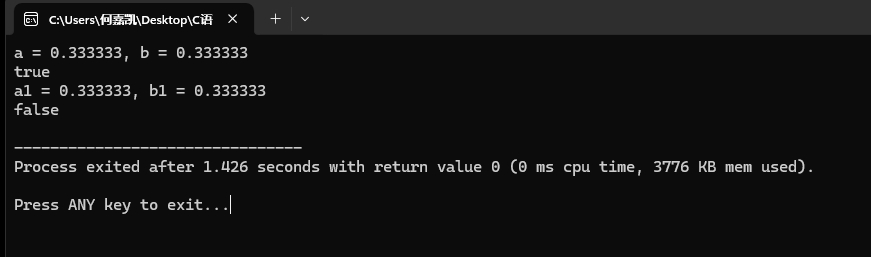 C:\Users\何嘉凯\Desktop\C语
a = 0.333333, b = 0.333333
true
a1 = 0.333333, b1 = 0.333333
false
--------------------------------
Process exited after 1.426 seconds with return value 0 (0 ms cpu time, 3776 KB mem used).
Press ANY key to exit...